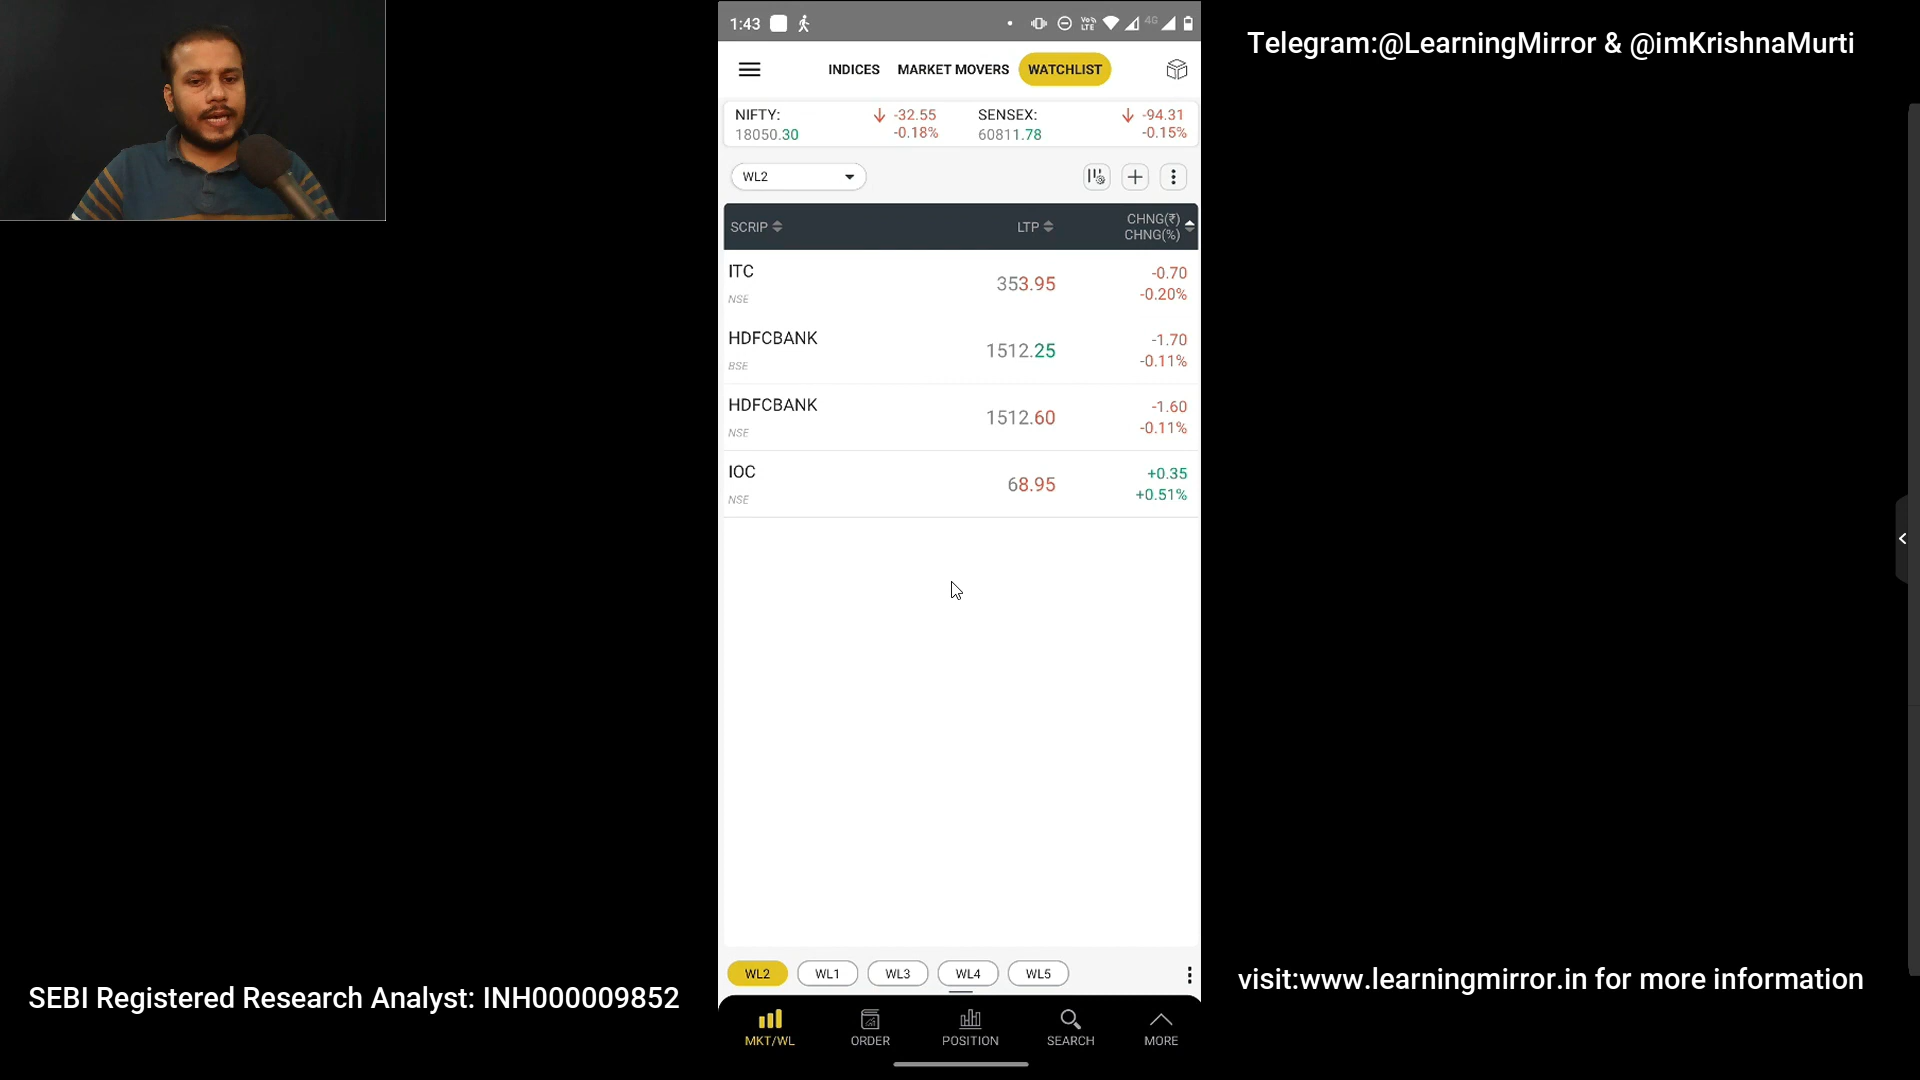 Telegram:@LearningMirror & @imKrishnaMurti
1:43
Vo)) LTE
4G
INDICES MARKET MOVERS WATCHLIST
NIFTY: -32.55 SENSEX: -94.31
18050.30 -0.18% 60811.78 -0.15%
WL2
SCRIP LTP CHNG(₹)
CHNG(%)
ITC 353.95 -0.70
NSE -0.20%
HDFCBANK 1512.25 -1.70
BSE -0.11%
HDFCBANK 1512.60 -1.60
NSE -0.11%
IOC 68.95 +0.35
NSE +0.51%
WL2 WL1 WL3 WL4 WL5
MKT/WL ORDER POSITION SEARCH MORE
SEBI Registered Research Analyst: INH000009852
visit:www.learningmirror.in for more information